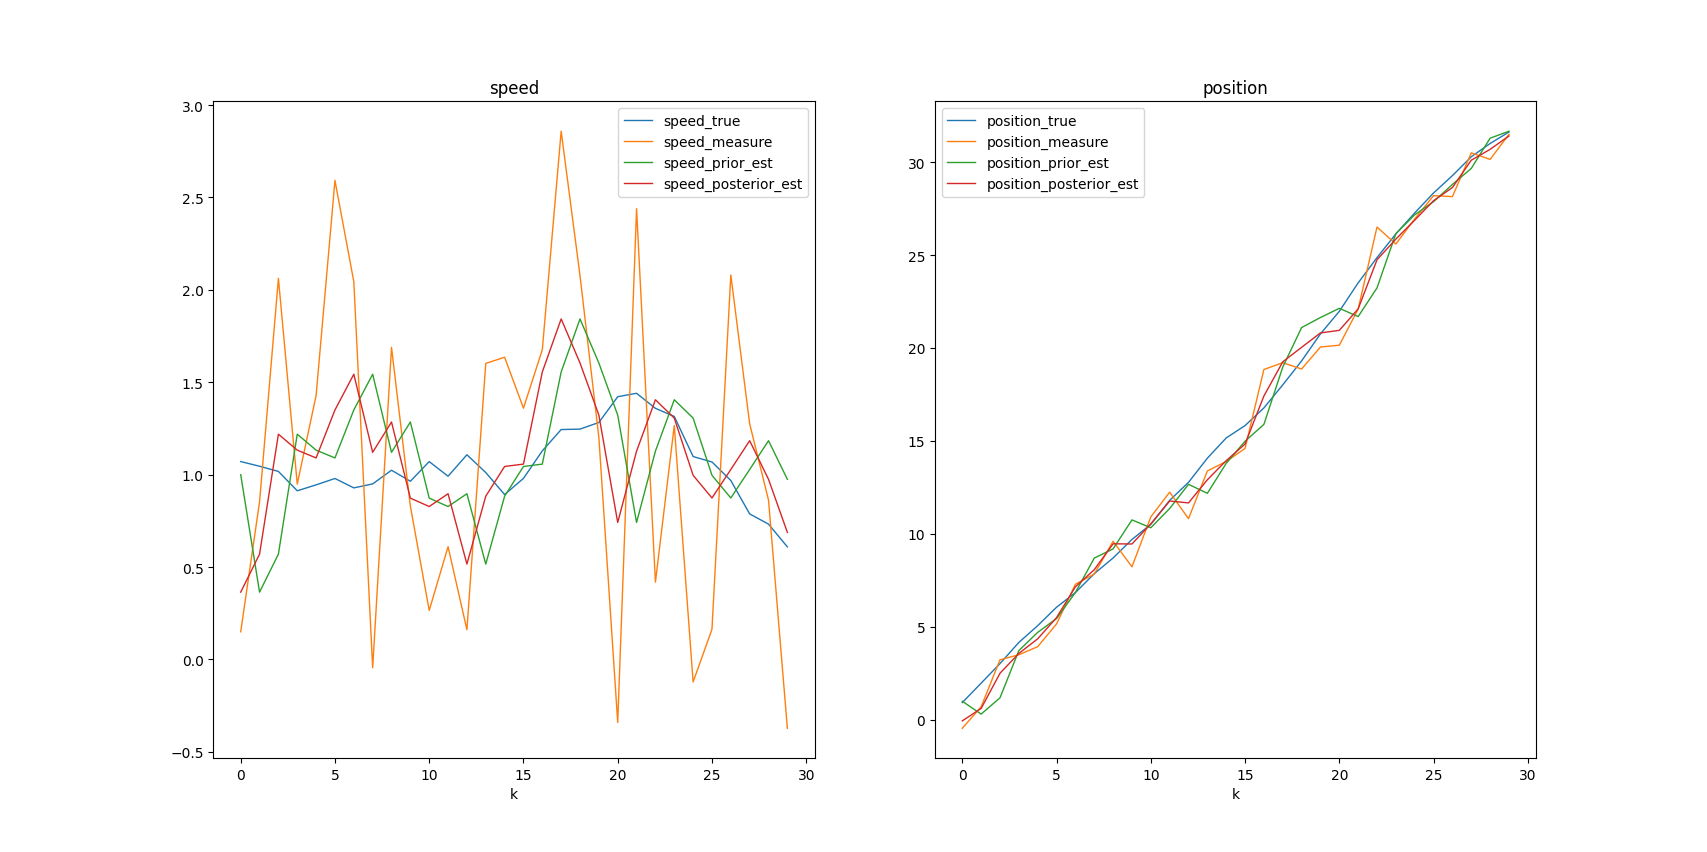 speed
3.0
2.5
2.0
1.5
1.0
0.5
0.0
−0.5
0 5 10 15 20 25 30
k
speed_true
speed_measure
speed_prior_est
speed_posterior_est
position
30
25
20
15
10
5
0
0 5 10 15 20 25 30
k
position_true
position_measure
position_prior_est
position_posterior_est